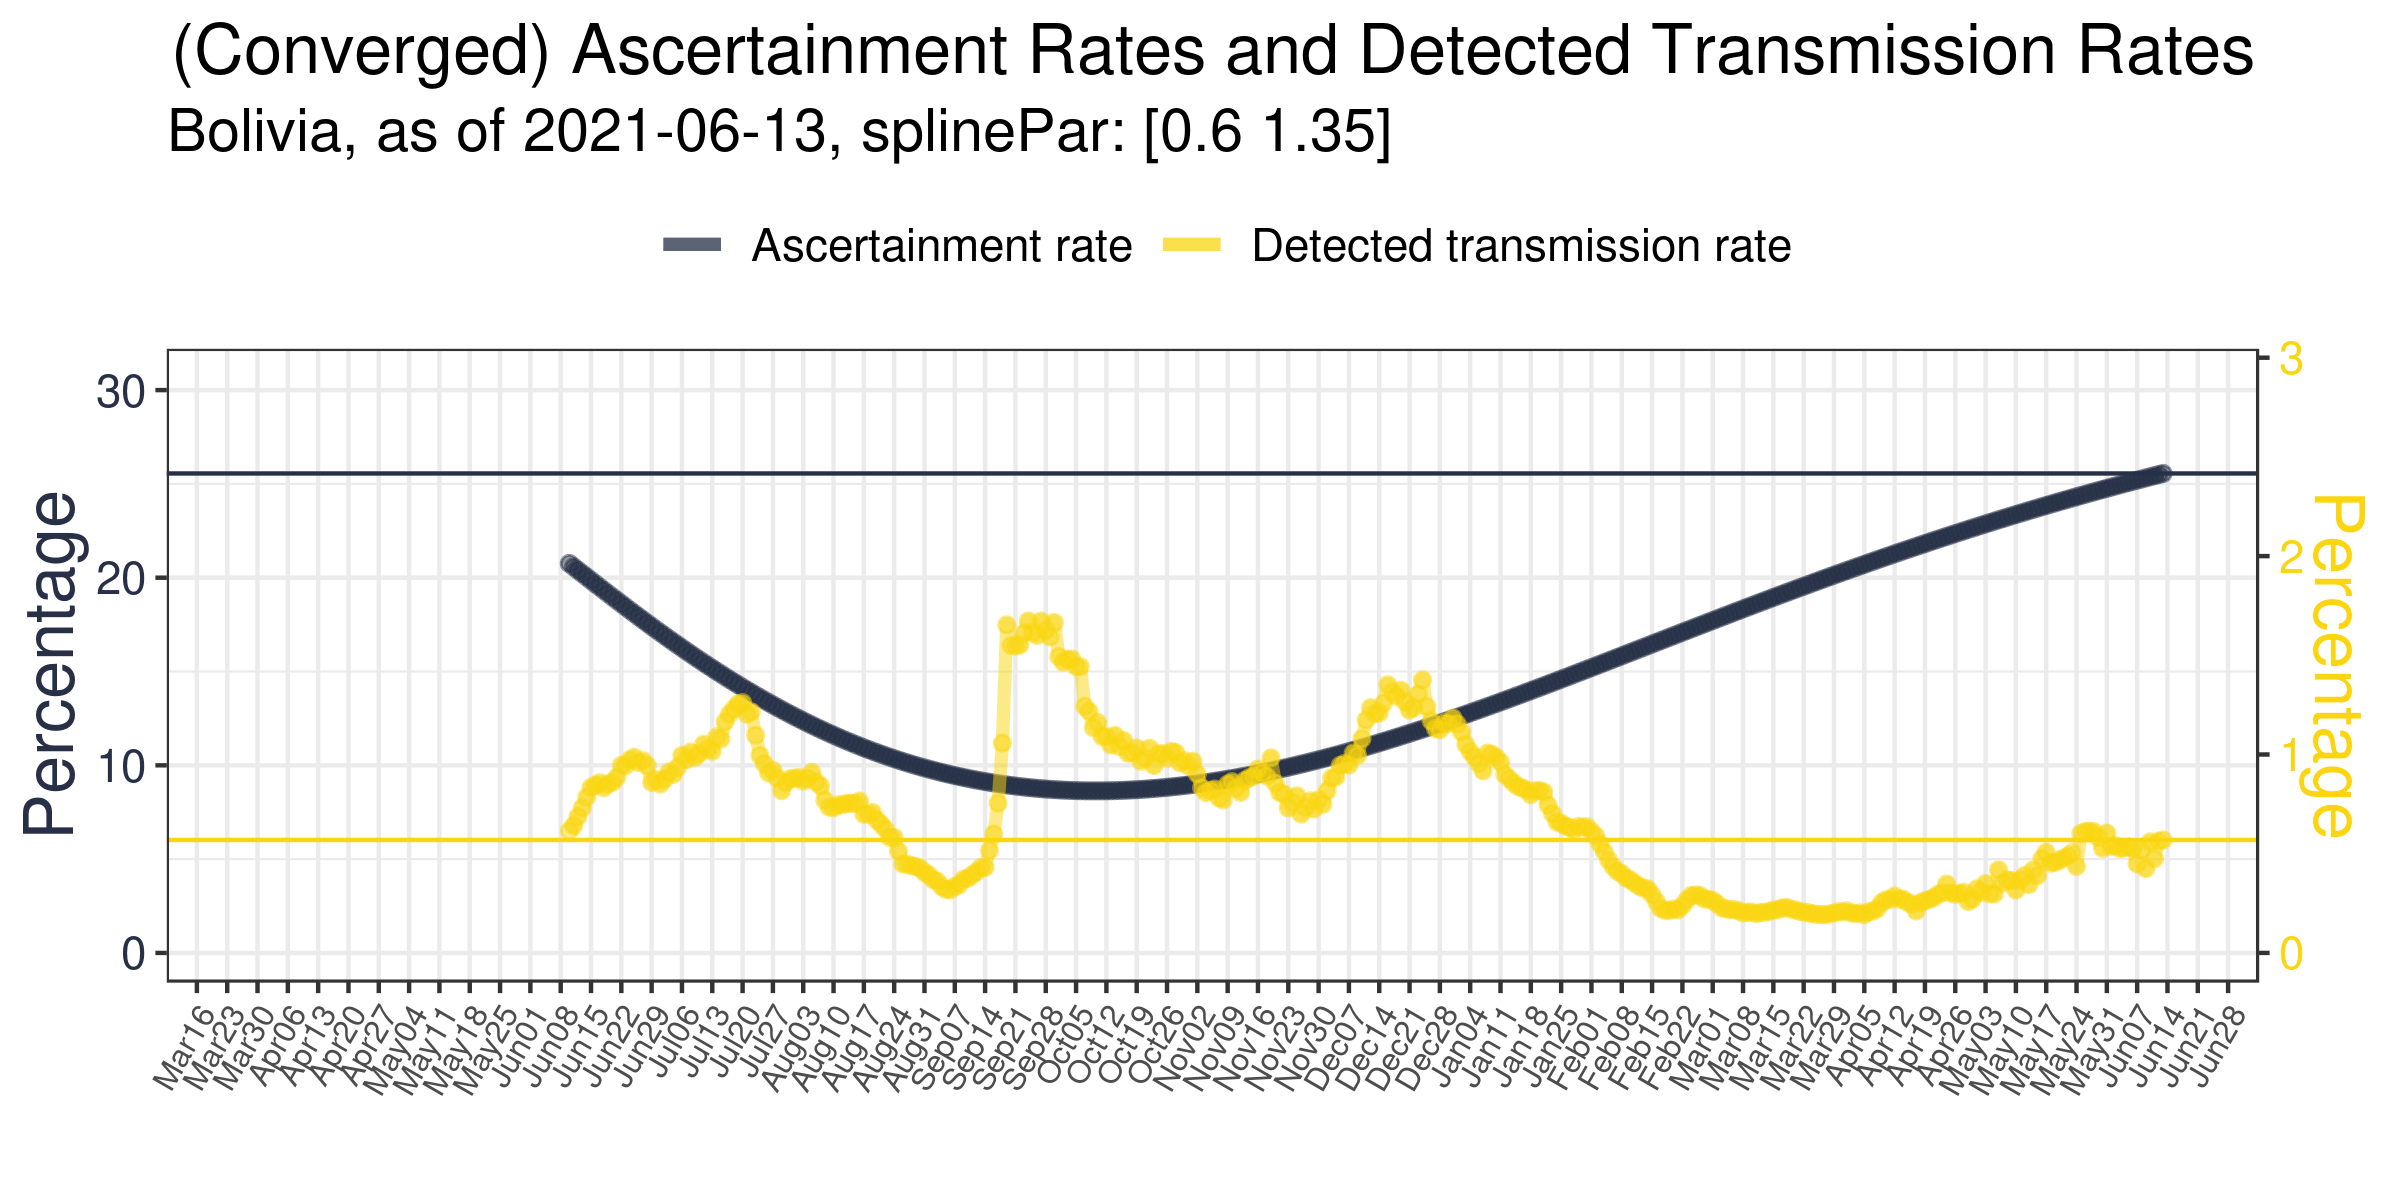 (Converged) Ascertainment Rates and Detected Transmission Rates
Bolivia, as of 2021-06-13, splinePar: [0.6 1.35]
Ascertainment rate
Detected transmission rate
Percentage
30
20
10
0
3
2
1
0
Percentage
Mar16
Mar23
Mar30
Apr06
Apr13
Apr20
Apr27
May04
May11
May18
May25
Jun01
Jun08
Jun15
Jun22
Jun29
Jul06
Jul13
Jul20
Jul27
Aug03
Aug10
Aug17
Aug24
Aug31
Sep07
Sep14
Sep21
Sep28
Oct05
Oct12
Oct19
Oct26
Nov02
Nov09
Nov16
Nov23
Nov30
Dec07
Dec14
Dec21
Dec28
Jan04
Jan11
Jan18
Jan25
Feb01
Feb08
Feb15
Feb22
Mar01
Mar08
Mar15
Mar22
Mar29
Apr05
Apr12
Apr19
Apr26
May03
May10
May17
May24
May31
Jun07
Jun14
Jun21
Jun28